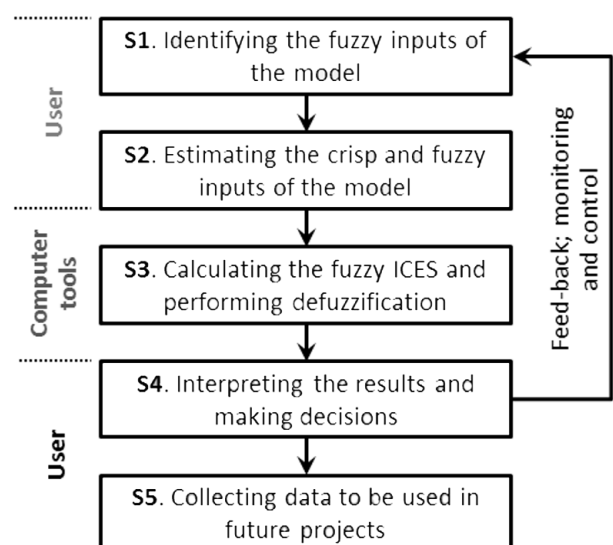 S1. Identifying the fuzzy inputs of
the model
S2. Estimating the crisp and fuzzy
inputs of the model
S3. Calculating the fuzzy ICES and
performing defuzzification
S4. Interpreting the results and
making decisions
S5. Collecting data to be used in
future projects
User
Computer
tools
User
Feed-back; monitoring
and control